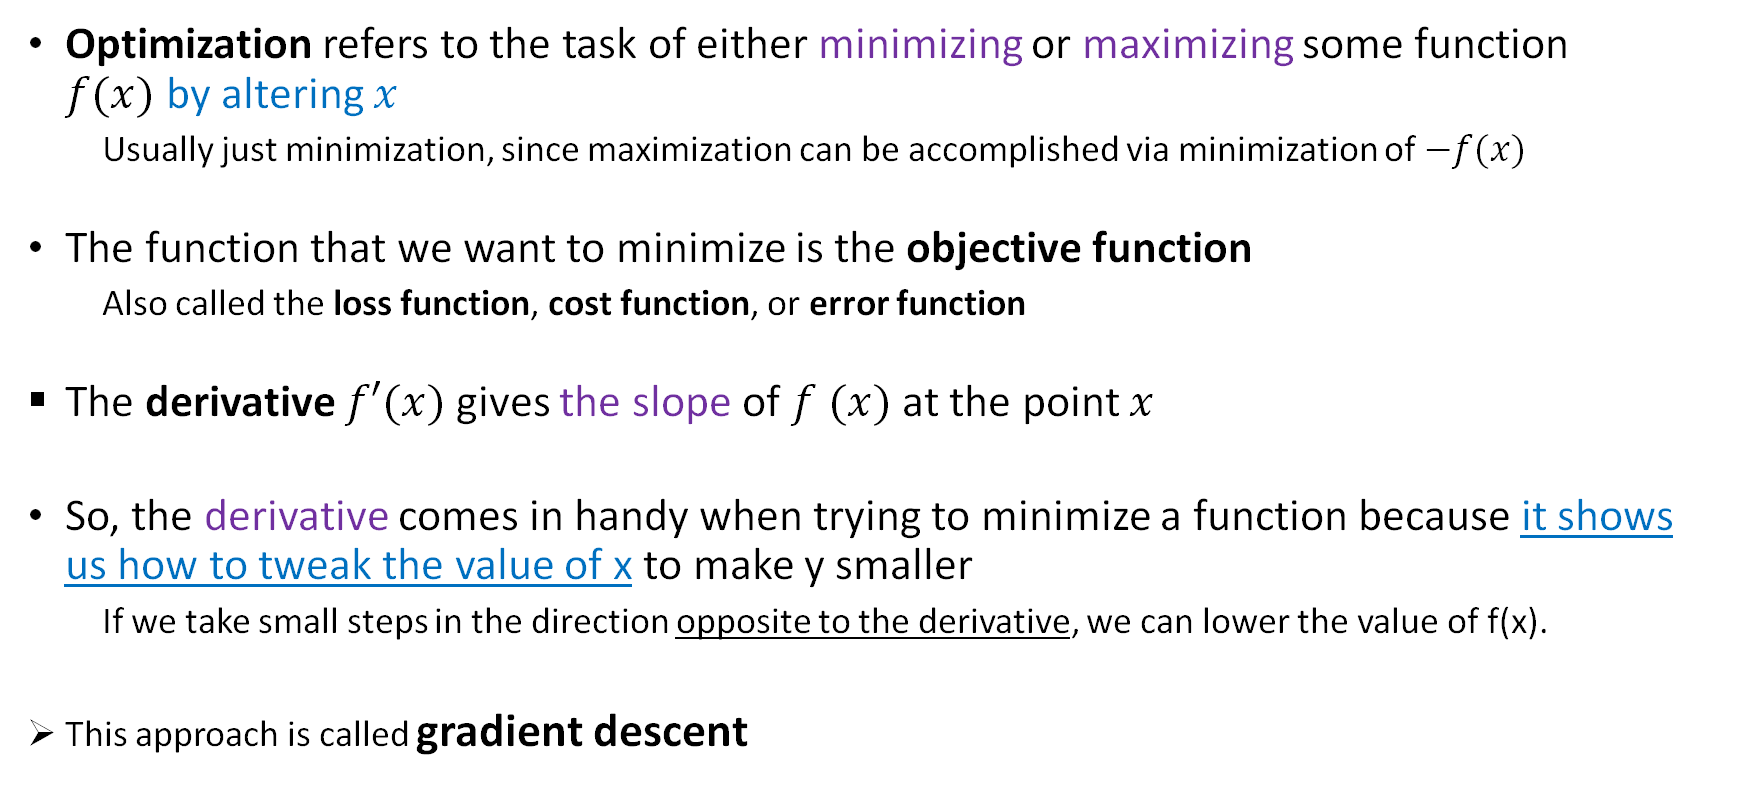 • Optimization refers to the task of either minimizing or maximizing some function
f(x) by altering x
Usually just minimization, since maximization can be accomplished via minimization of −f(x)
• The function that we want to minimize is the objective function
Also called the loss function, cost function, or error function
▪ The derivative f′(x) gives the slope of f (x) at the point x
• So, the derivative comes in handy when trying to minimize a function because it shows
us how to tweak the value of x to make y smaller
If we take small steps in the direction opposite to the derivative, we can lower the value of f(x).
➢ This approach is called gradient descent